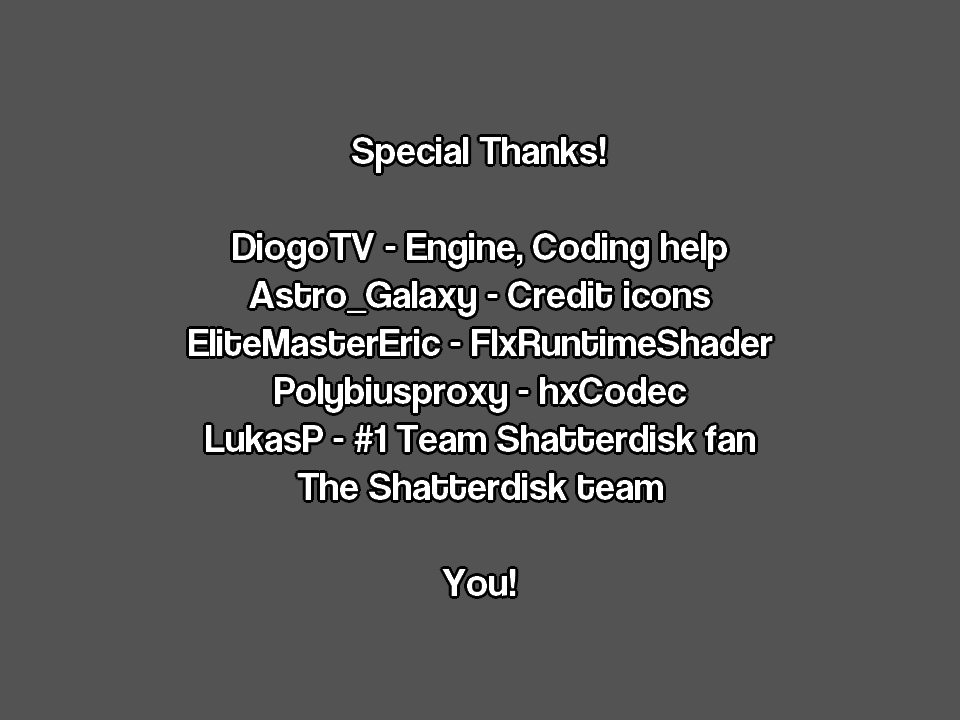 Special Thanks!
DiogoTV - Engine, Coding help
Astro_Galaxy - Credit icons
EliteMasterEric - FlxRuntimeShader
Polybiusproxy - hxCodec
LukasP - #1 Team Shatterdisk fan
The Shatterdisk team
You!